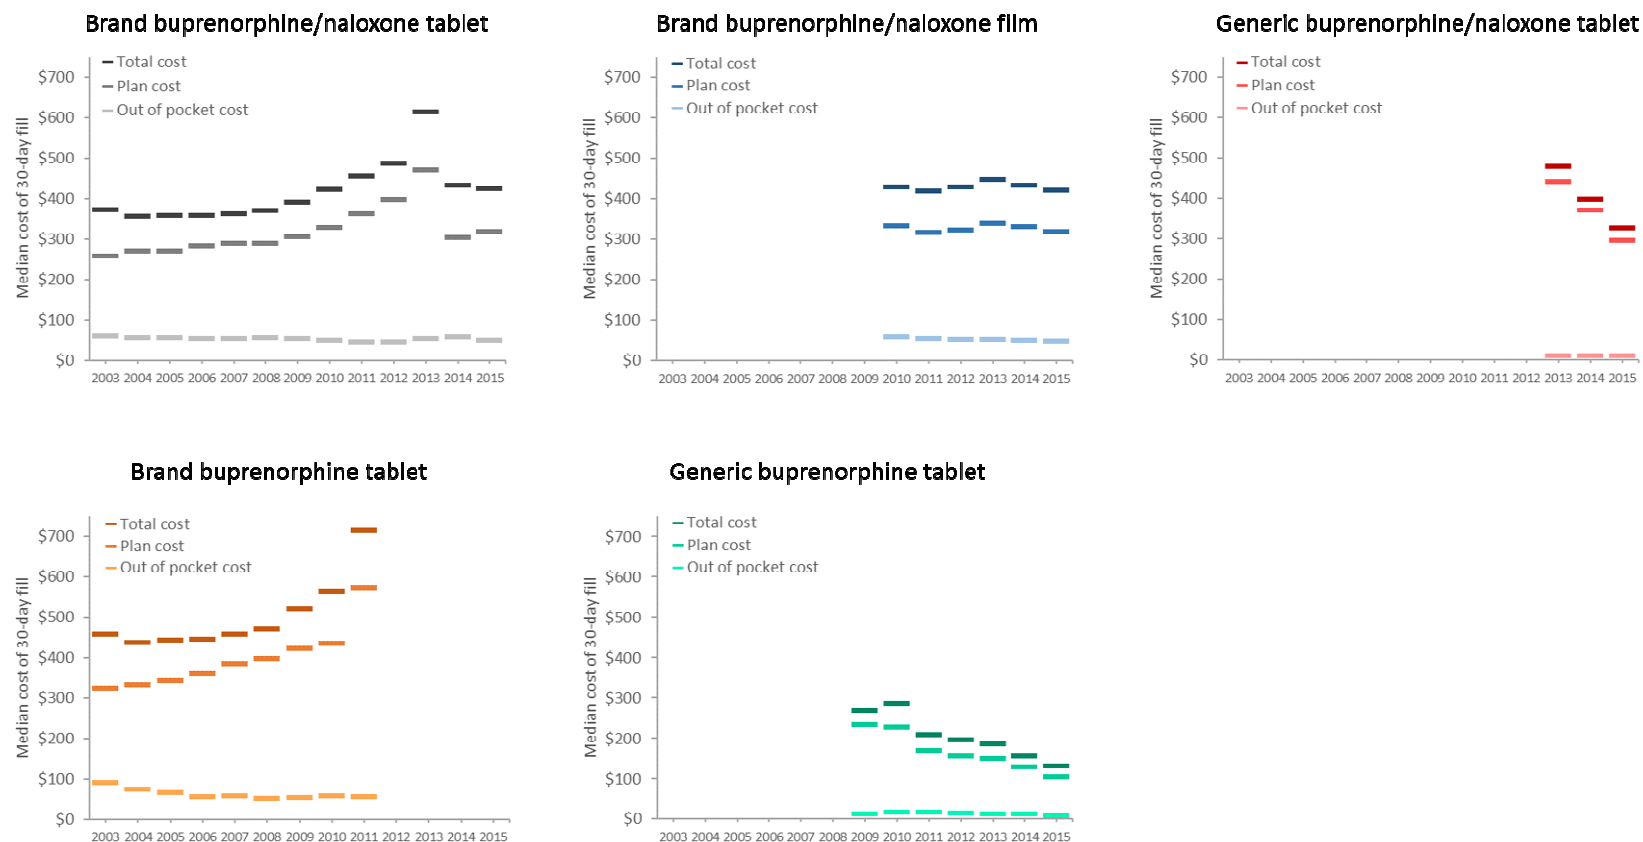 Brand buprenorphine/naloxone tablet
Total cost
Plan cost
Out of pocket cost
Median cost of 30-day fill
$700
$600
$500
$400
$300
$200
$100
$0
2003 2004 2005 2006 2007 2008 2009 2010 2011 2012 2013 2014 2015
Brand buprenorphine/naloxone film
Total cost
Plan cost
Out of pocket cost
Median cost of 30-day fill
$700
$600
$500
$400
$300
$200
$100
$0
2003 2004 2005 2006 2007 2008 2009 2010 2011 2012 2013 2014 2015
Generic buprenorphine/naloxone tablet
Total cost
Plan cost
Out of pocket cost
Median cost of 30-day fill
$700
$600
$500
$400
$300
$200
$100
$0
2003 2004 2005 2006 2007 2008 2009 2010 2011 2012 2013 2014 2015
Brand buprenorphine tablet
Total cost
Plan cost
Out of pocket cost
Median cost of 30-day fill
$700
$600
$500
$400
$300
$200
$100
$0
2003 2004 2005 2006 2007 2008 2009 2010 2011 2012 2013 2014 2015
Generic buprenorphine tablet
Total cost
Plan cost
Out of pocket cost
Median cost of 30-day fill
$700
$600
$500
$400
$300
$200
$100
$0
2003 2004 2005 2006 2007 2008 2009 2010 2011 2012 2013 2014 2015